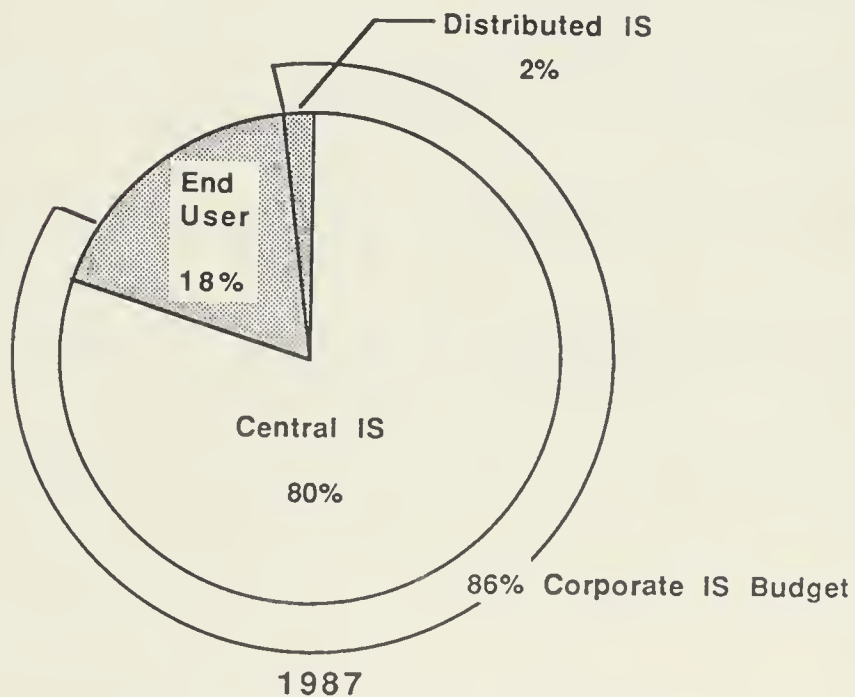 Distributed IS
2%
End
User
18%
Central IS
80%
86% Corporate IS Budget
1987